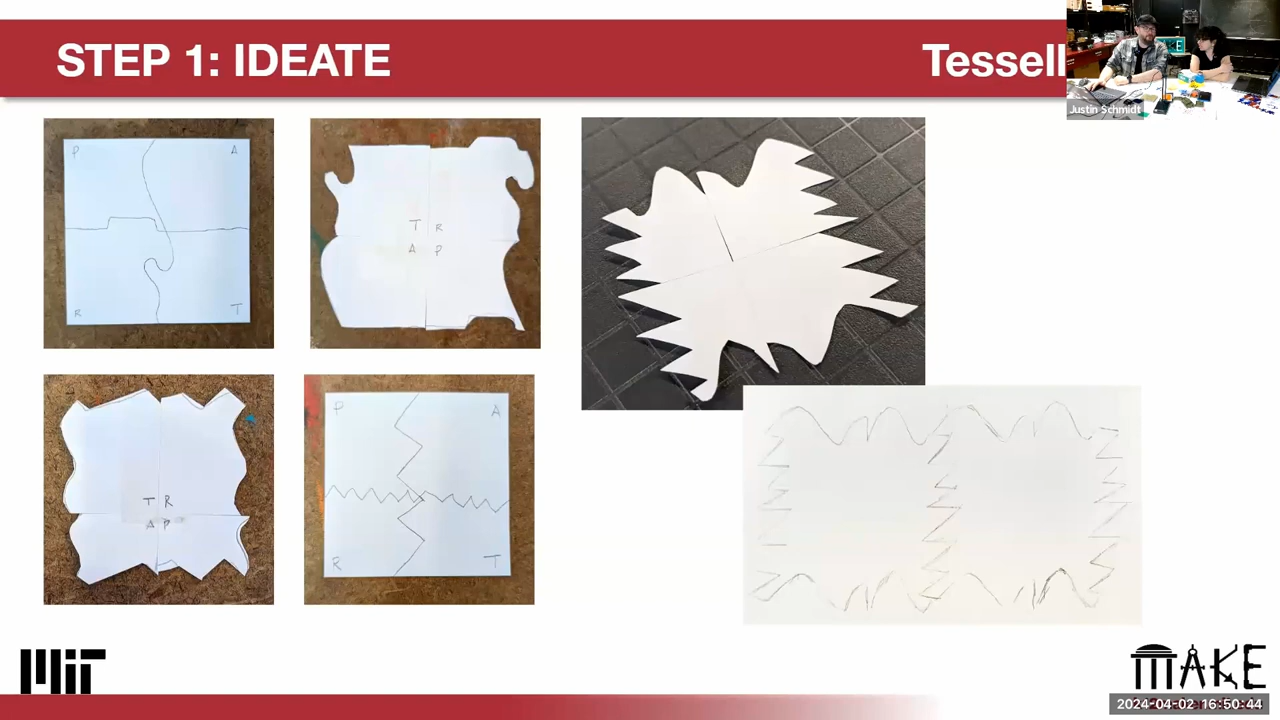 STEP 1: IDEATE
Tessell
Justin Schmidt
P
A
R
T
T
R
A
P
T
R
A
P
P
A
R
T
MIT
MAKE
2024-04-02 16:50:44